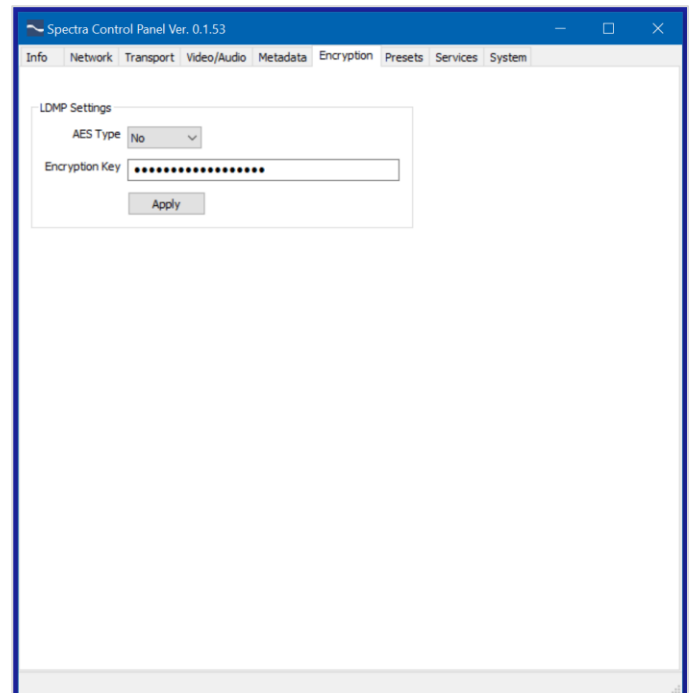 Spectra Control Panel Ver. 0.1.53
Info Network Transport Video/Audio Metadata Encryption Presets Services System
LDMP Settings
AES Type No
Encryption Key ••••••••••••••••••
Apply